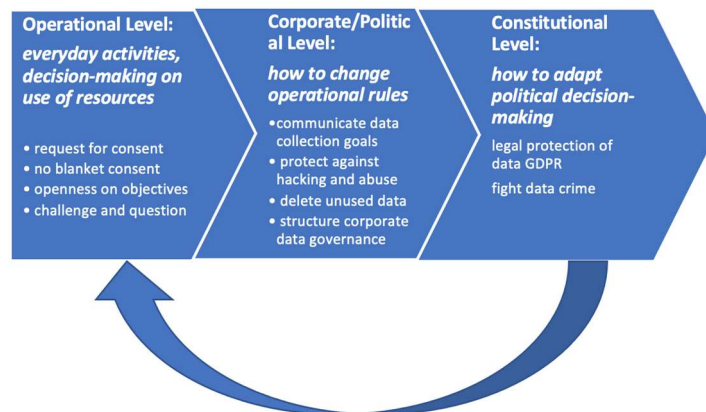 Operational Level:
everyday activities,
decision-making on
use of resources
• request for consent
• no blanket consent
• openness on objectives
• challenge and question
Corporate/Politic
al Level:
how to change
operational rules
•communicate data
collection goals
• protect against
hacking and abuse
• delete unused data
• structure corporate
data governance
Constitutional
Level:
how to adapt
political decision-
making
legal protection of
data GDPR
fight data crime